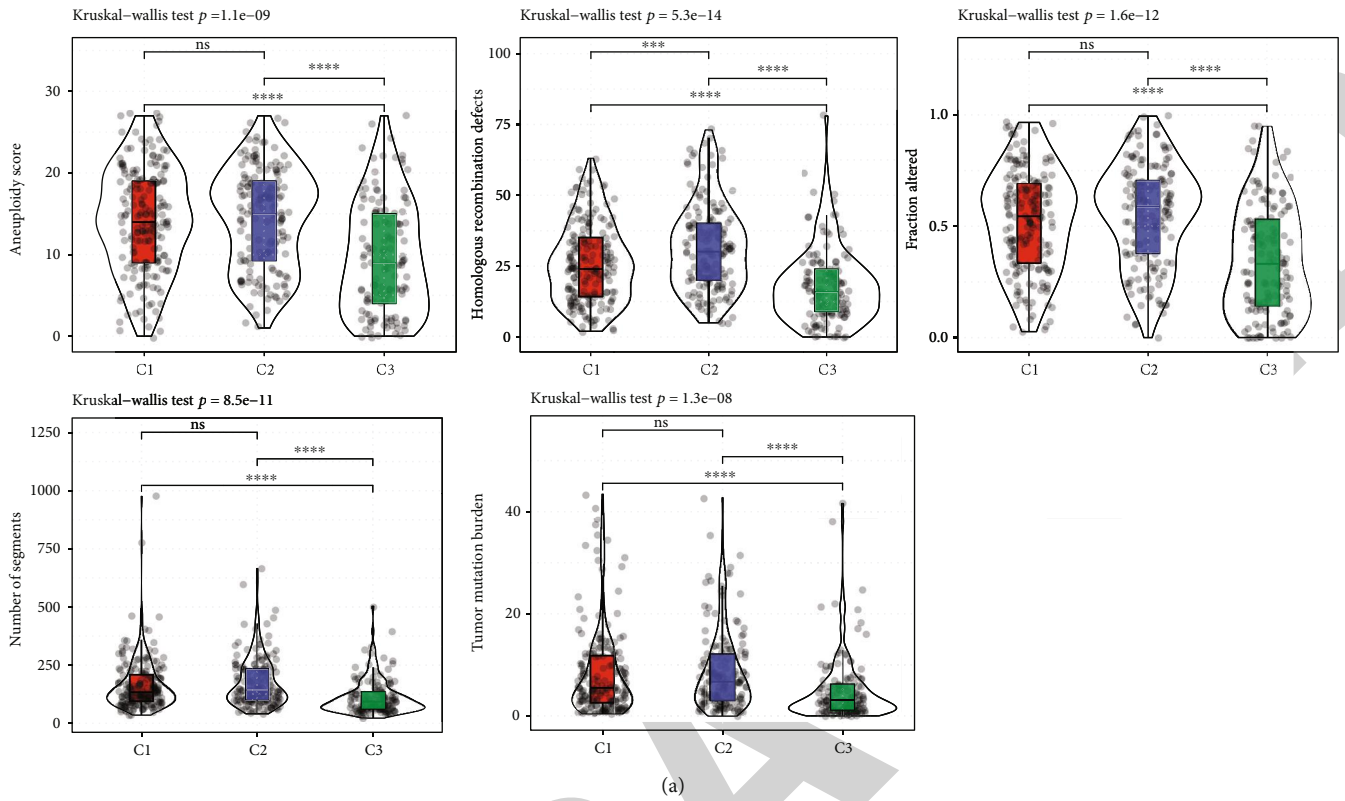 Kruskal–wallis test p =1.1e−09
Kruskal–wallis test p = 5.3e−14
Kruskal–wallis test p = 1.6e−12
Aneuploidy score
30
20
10
0
ns
****
****
C1 C2 C3
Homologous recombination defects
100
75
50
25
0
***
****
****
C1 C2 C3
Fraction altered
1.0
0.5
0.0
ns
****
****
C1 C2 C3
Kruskal–wallis test p = 8.5e−11
Kruskal–wallis test p = 1.3e−08
Number of segments
1250
1000
750
500
250
0
ns
****
****
C1 C2 C3
Tumor mutation burden
40
20
0
ns
****
****
C1 C2 C3
(a)